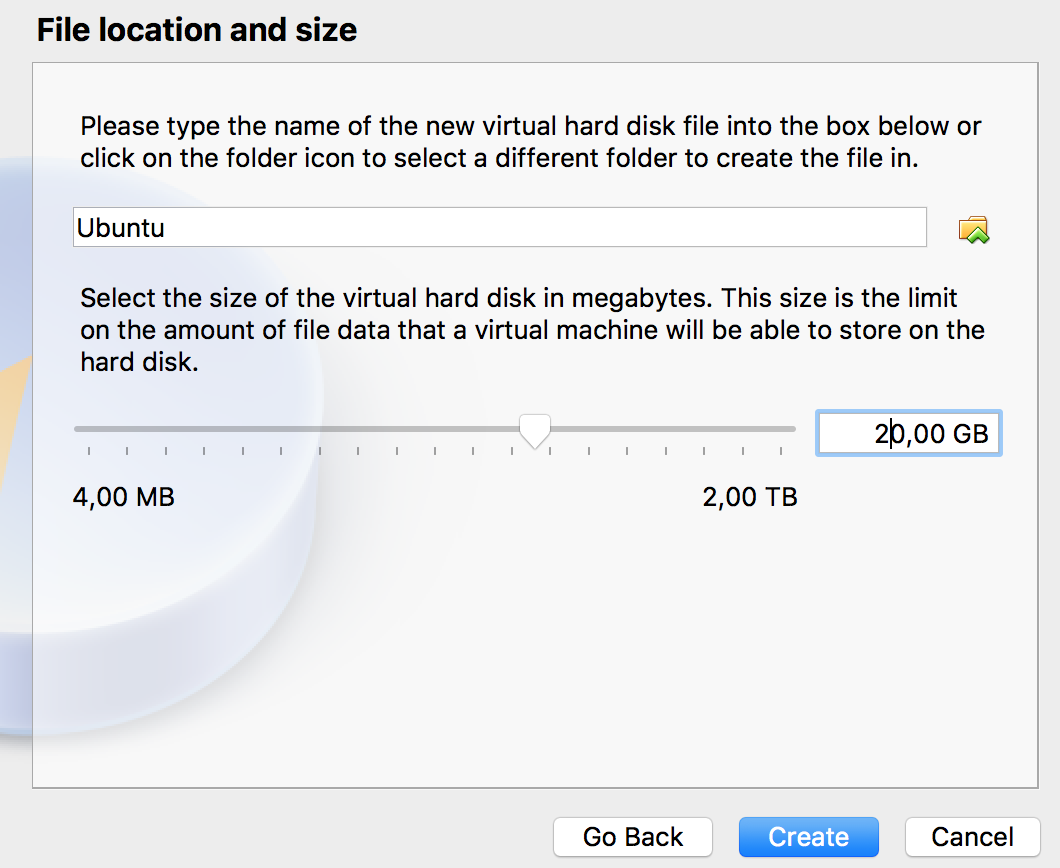 File location and size
Please type the name of the new virtual hard disk file into the box below or
click on the folder icon to select a different folder to create the file in.
Ubuntu
Select the size of the virtual hard disk in megabytes. This size is the limit
on the amount of file data that a virtual machine will be able to store on the
hard disk.
20,00 GB
4,00 MB
2,00 TB
Go Back
Create
Cancel